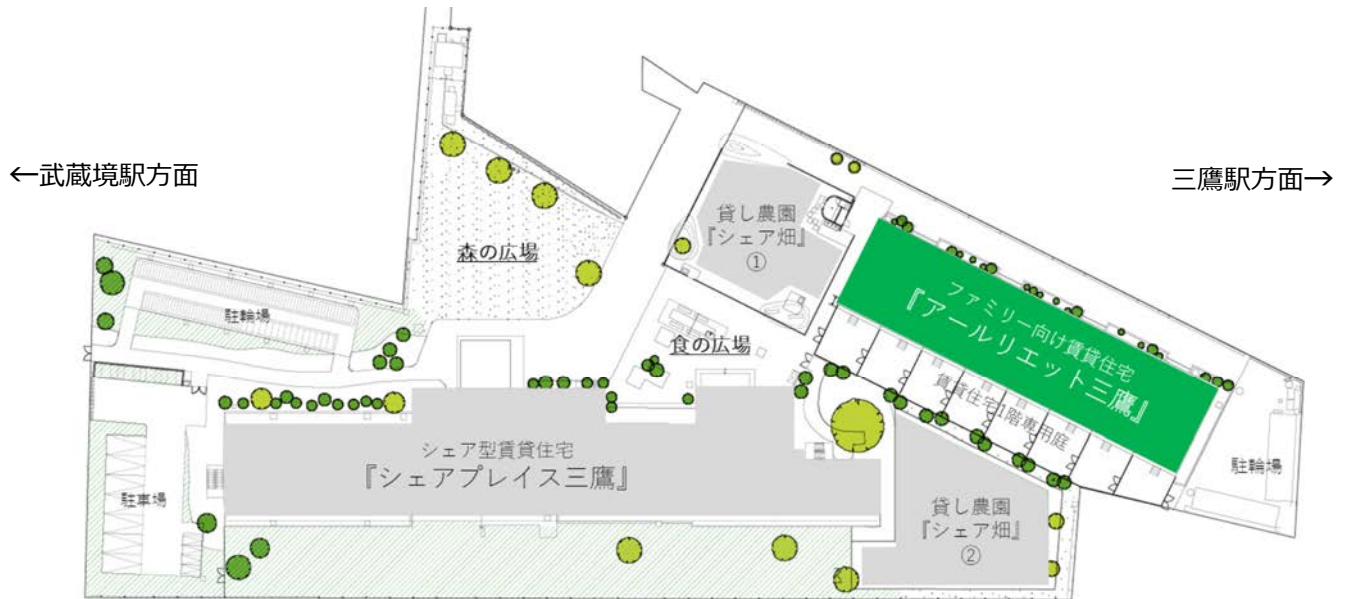 ←武蔵境駅方面
三鷹駅方面→
貸し農園
『シェア畑』
①
森の広場
ファミリー向け賃貸住宅
『アールリエット三鷹』
駐輪場
食の広場
賃貸住宅1階専用庭
シェア型賃貸住宅
『シェアプレイス三鷹』
駐輪場
駐車場
貸し農園
『シェア畑』
②